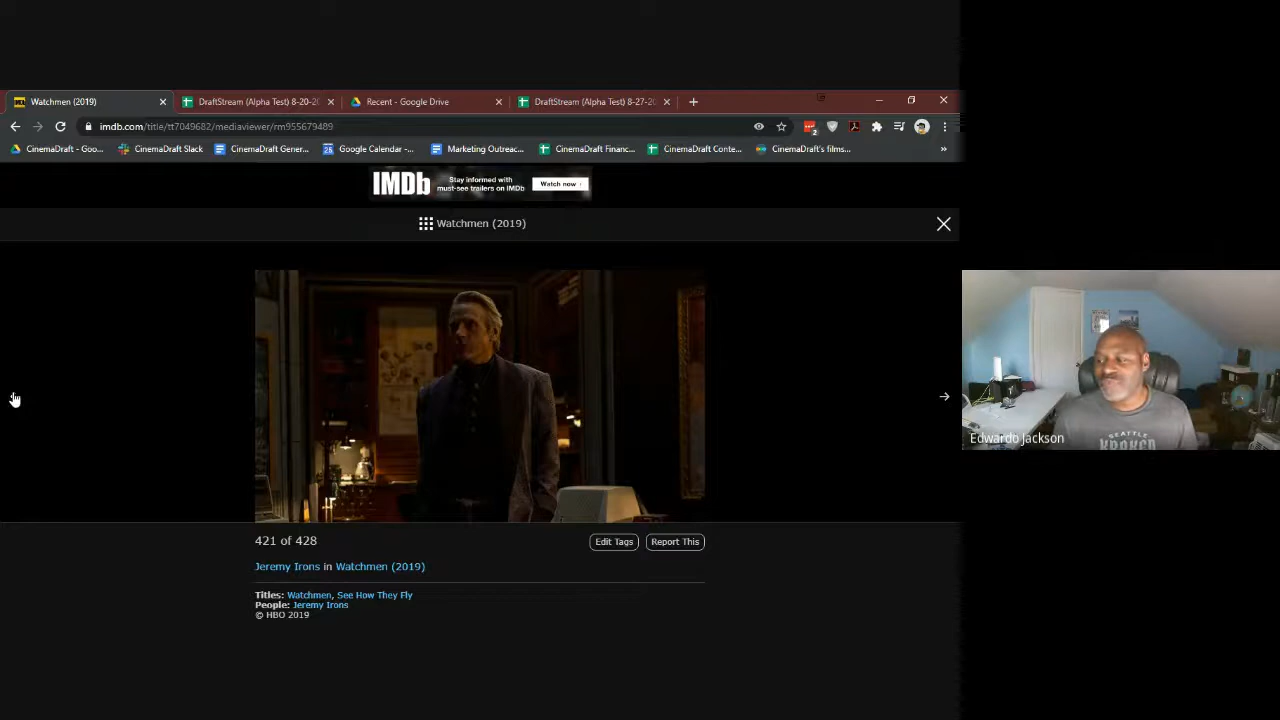 Watchmen (2019)
DraftStream (Alpha Test) 8-20-20
Recent - Google Drive
DraftStream (Alpha Test) 8-27-20
imdb.com/title/tt7049682/mediaviewer/rm955679489
2
CinemaDraft - Goo...
CinemaDraft Slack
CinemaDraft Gener...
Google Calendar -...
Marketing Outreac...
CinemaDraft Financ...
CinemaDraft Conte...
CinemaDraft's films...
»
IMDb
Stay informed with
must-see trailers on IMDb
Watch now
Watchmen (2019)
SEATTLE
KRAKEN
Edwardo Jackson
421 of 428
Edit Tags
Report This
Jeremy Irons in Watchmen (2019)
Titles: Watchmen, See How They Fly
People: Jeremy Irons
© HBO 2019